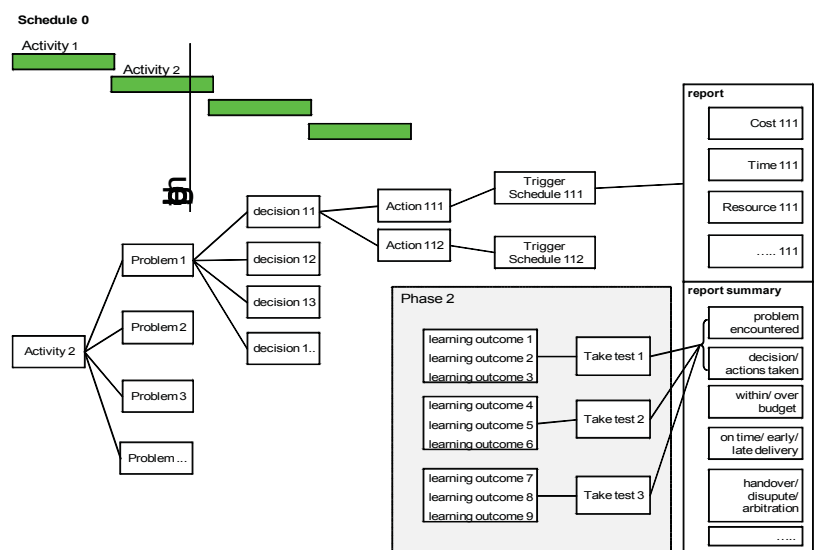 Schedule 0
Activity 1
Activity 2
report
Cost 111
Time 111
Resource 111
….. 111
Trigger
Schedule 111
Action 111
decision 11
Action 112
Trigger
Schedule 112
Problem 1
decision 12
decision 13
decision 1..
Problem 2
Activity 2
Problem 3
Problem ...
Phase 2
learning outcome 1
learning outcome 2
learning outcome 3
Take test 1
learning outcome 4
learning outcome 5
learning outcome 6
Take test 2
learning outcome 7
learning outcome 8
learning outcome 9
Take test 3
report summary
problem
encountered
decision/
actions taken
within/ over
budget
on time/ early/
late delivery
handover/
disupute/
arbitration
…..